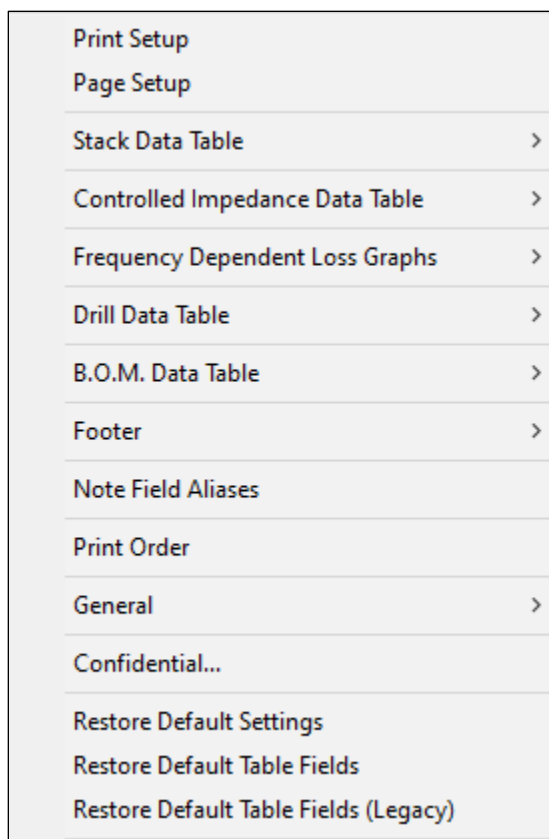 Print Setup
Page Setup
Stack Data Table
Controlled Impedance Data Table
Frequency Dependent Loss Graphs
Drill Data Table
B.O.M. Data Table
Footer
Note Field Aliases
Print Order
General
Confidential...
Restore Default Settings
Restore Default Table Fields
Restore Default Table Fields (Legacy)